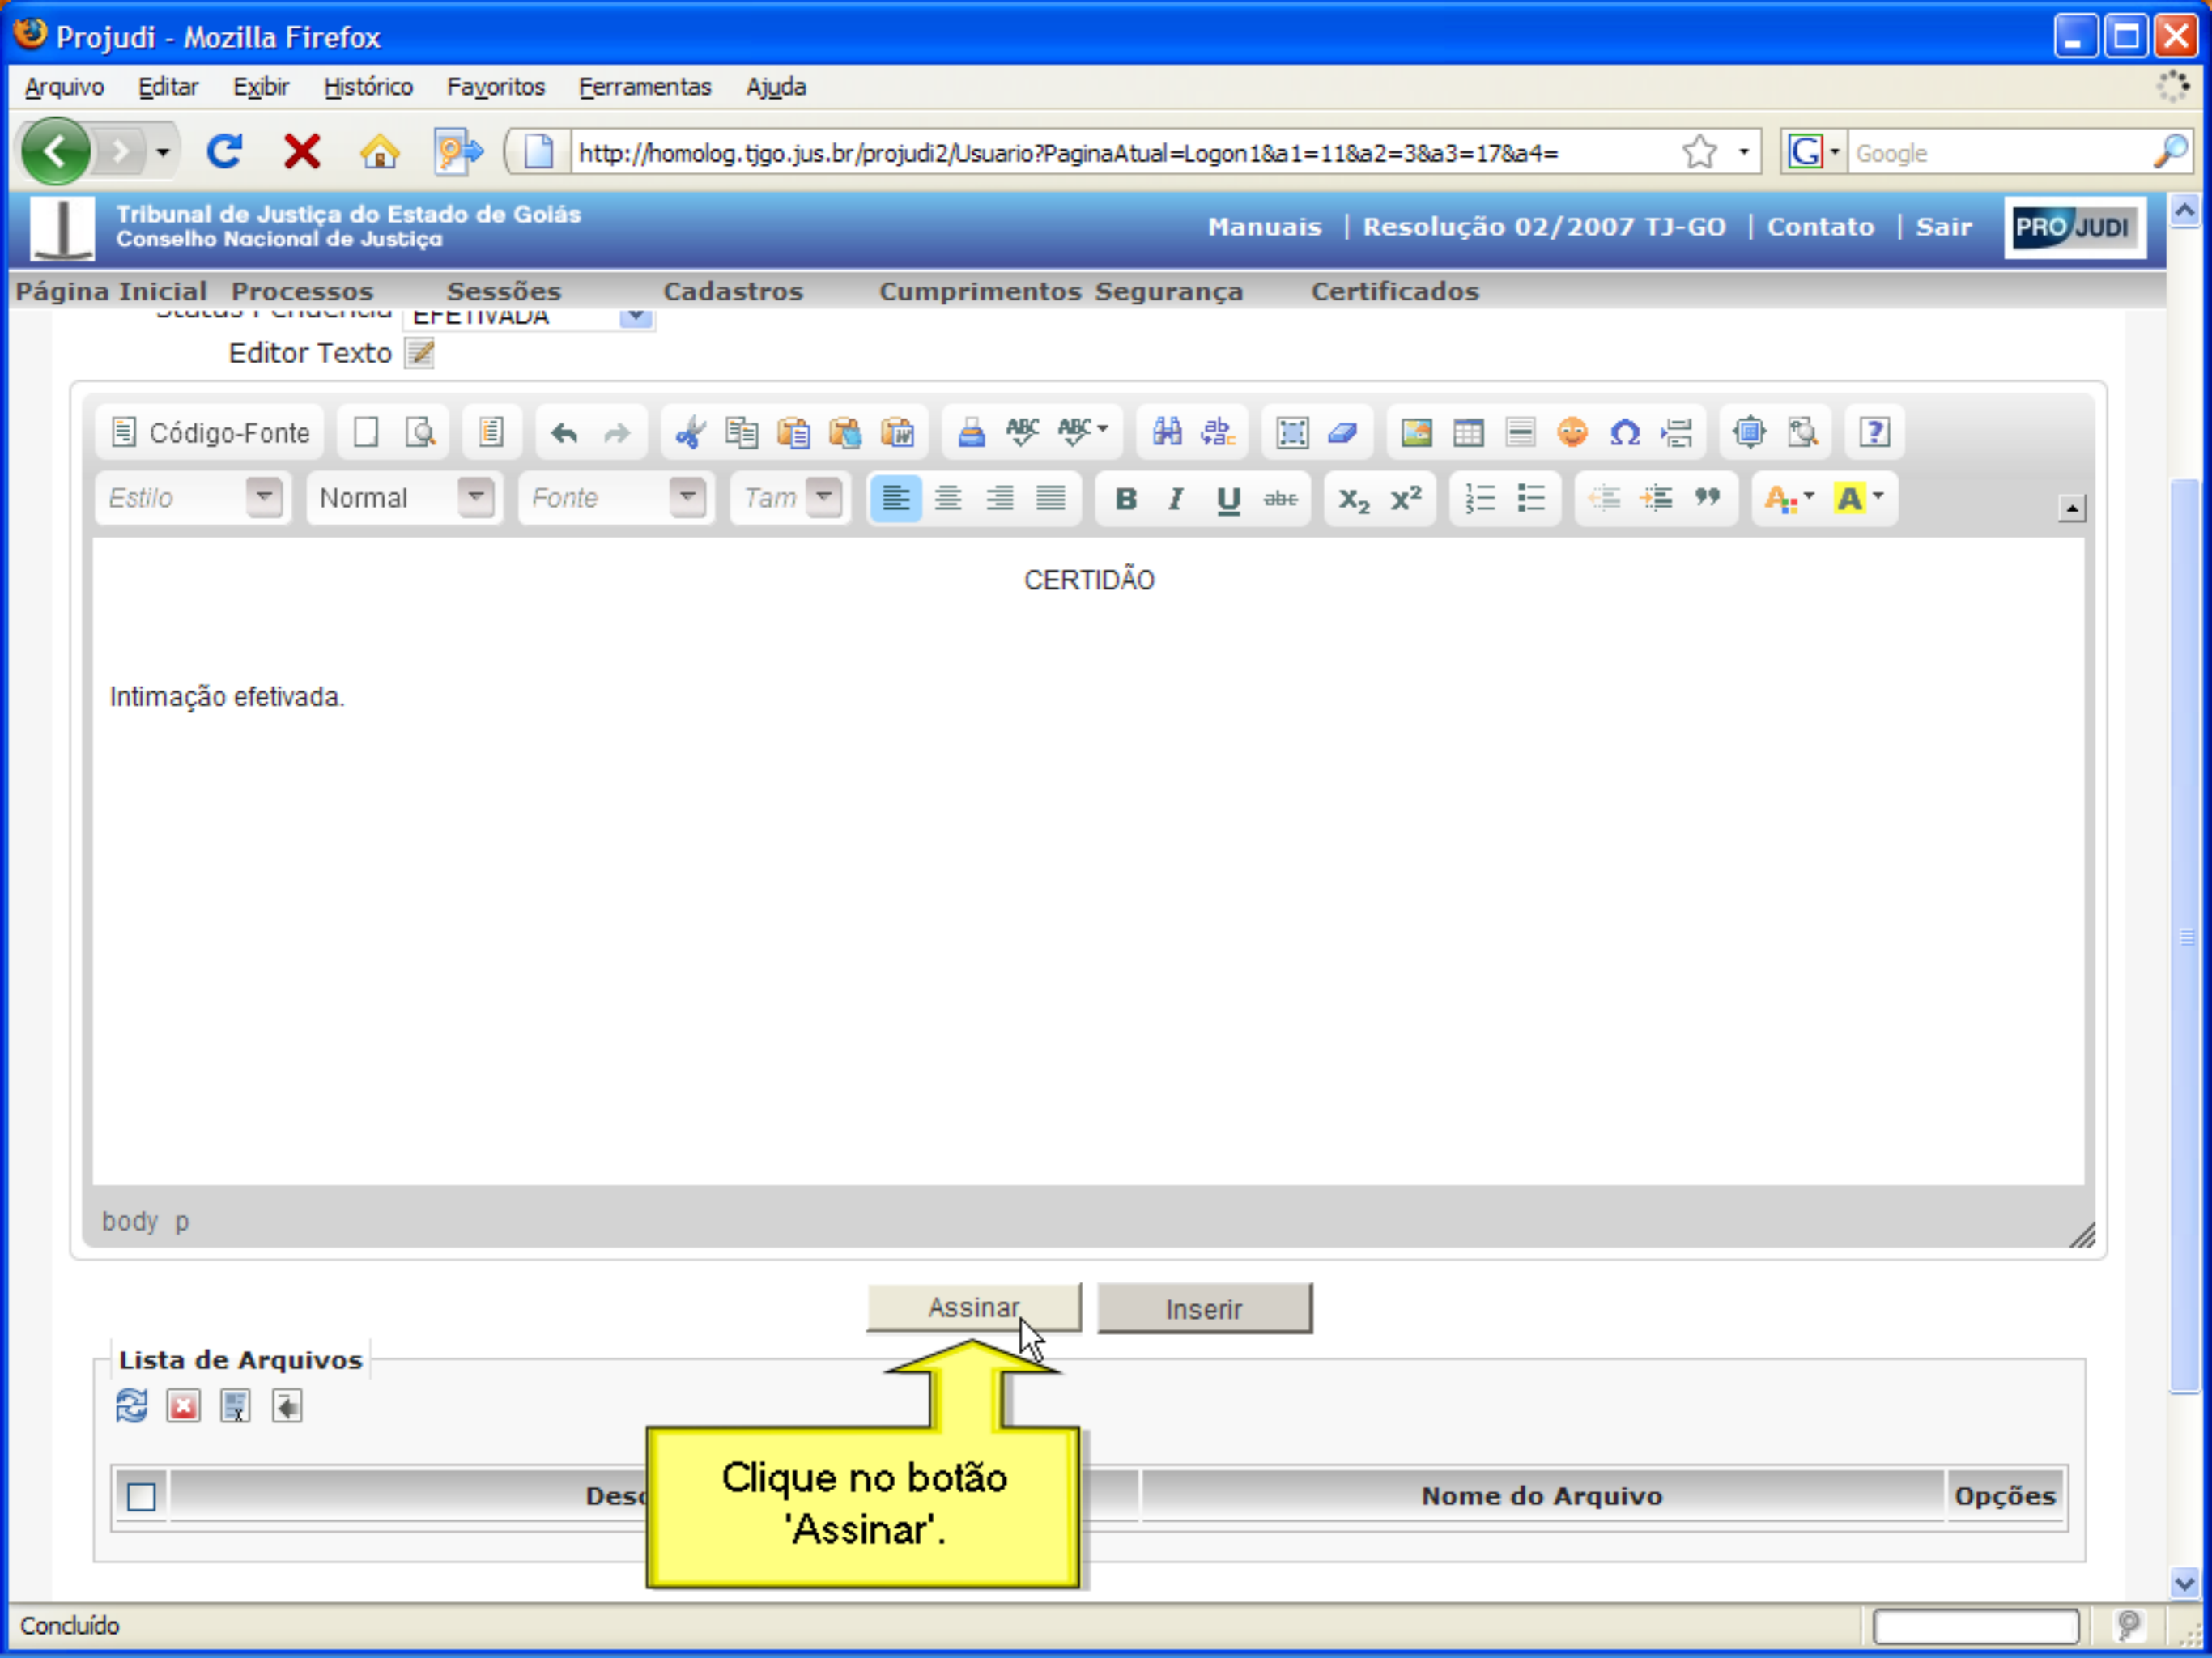 Projudi - Mozilla Firefox
Arquivo Editar Exibir Histórico Favoritos Ferramentas Ajuda
http://homolog.tjgo.jus.br/projudi2/Usuario?PaginaAtual=Logon1&a1=11&a2=3&a3=17&a4=
Google
Tribunal de Justiça do Estado de Goiás
Conselho Nacional de Justiça
Manuais | Resolução 02/2007 TJ-GO | Contato | Sair
PROJUDI
Página Inicial Processos Sessões Cadastros Cumprimentos Segurança Certificados
Status Pendência EFETIVADA
Editor Texto
Código-Fonte
Estilo Normal Fonte Tam
CERTIDÃO
Intimação efetivada.
body p
Assinar Inserir
Lista de Arquivos
Clique no botão
'Assinar'.
Nome do Arquivo Opções
Concluído